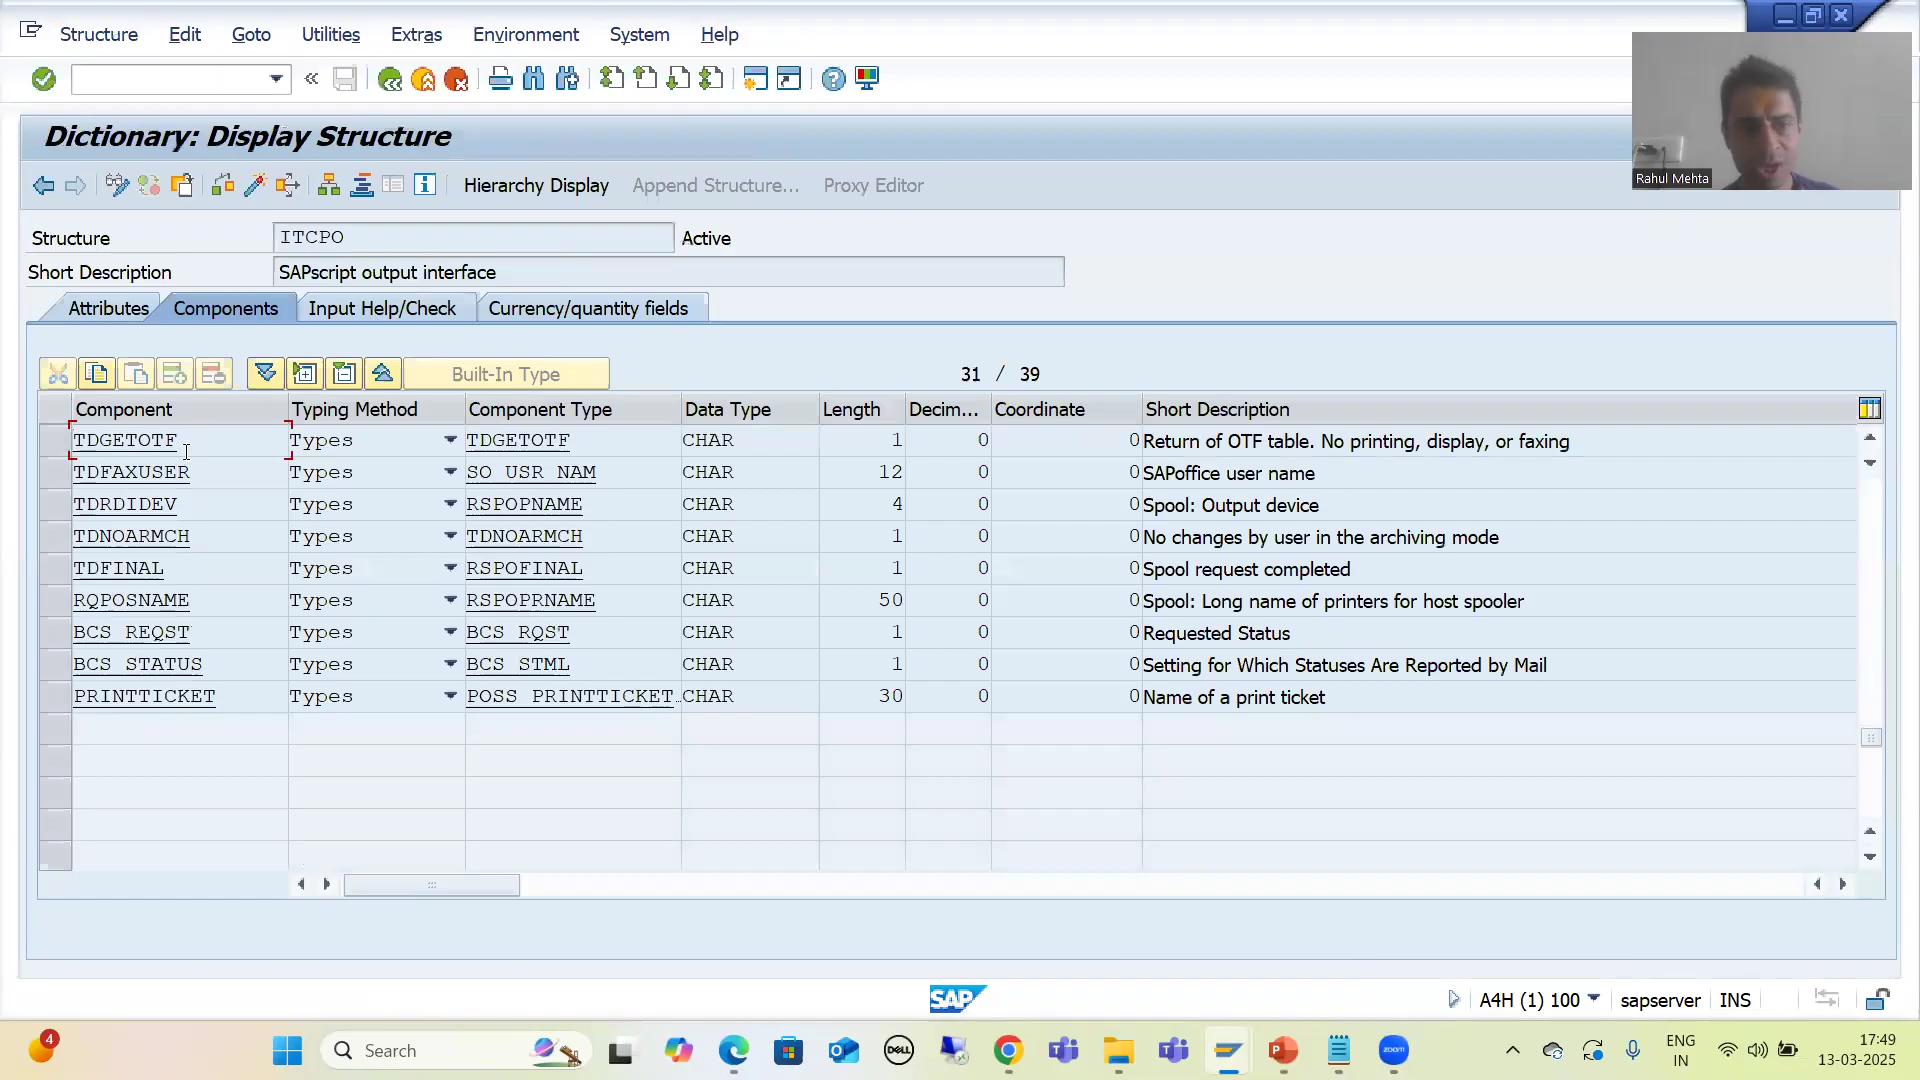 Structure Edit Goto Utilities Extras Environment System Help
Rahul Mehta
Dictionary: Display Structure
Hierarchy Display Append Structure... Proxy Editor
Structure ITCPO Active
Short Description SAPscript output interface
Attributes Components Input Help/Check Currency/quantity fields
Built-In Type 31 / 39
Component Typing Method Component Type Data Type Length Decim... Coordinate Short Description
TDGETOTF Types TDGETOTF CHAR 1 0 0 Return of OTF table. No printing, display, or faxing
TDFAXUSER Types SO_USR_NAM CHAR 12 0 0 SAPoffice user name
TDRDIDEV Types RSPOPNAME CHAR 4 0 0 Spool: Output device
TDNOARMCH Types TDNOARMCH CHAR 1 0 0 No changes by user in the archiving mode
TDFINAL Types RSPOFINAL CHAR 1 0 0 Spool request completed
RQPOSNAME Types RSPOPRNAME CHAR 50 0 0 Spool: Long name of printers for host spooler
BCS_REQST Types BCS_RQST CHAR 1 0 0 Requested Status
BCS_STATUS Types BCS_STML CHAR 1 0 0 Setting for Which Statuses Are Reported by Mail
PRINTTICKET Types POSS_PRINTTICKET... CHAR 30 0 0 Name of a print ticket
SAP A4H (1) 100 sapserver INS
4 Search DELL zoom ENG IN 17:49 13-03-2025